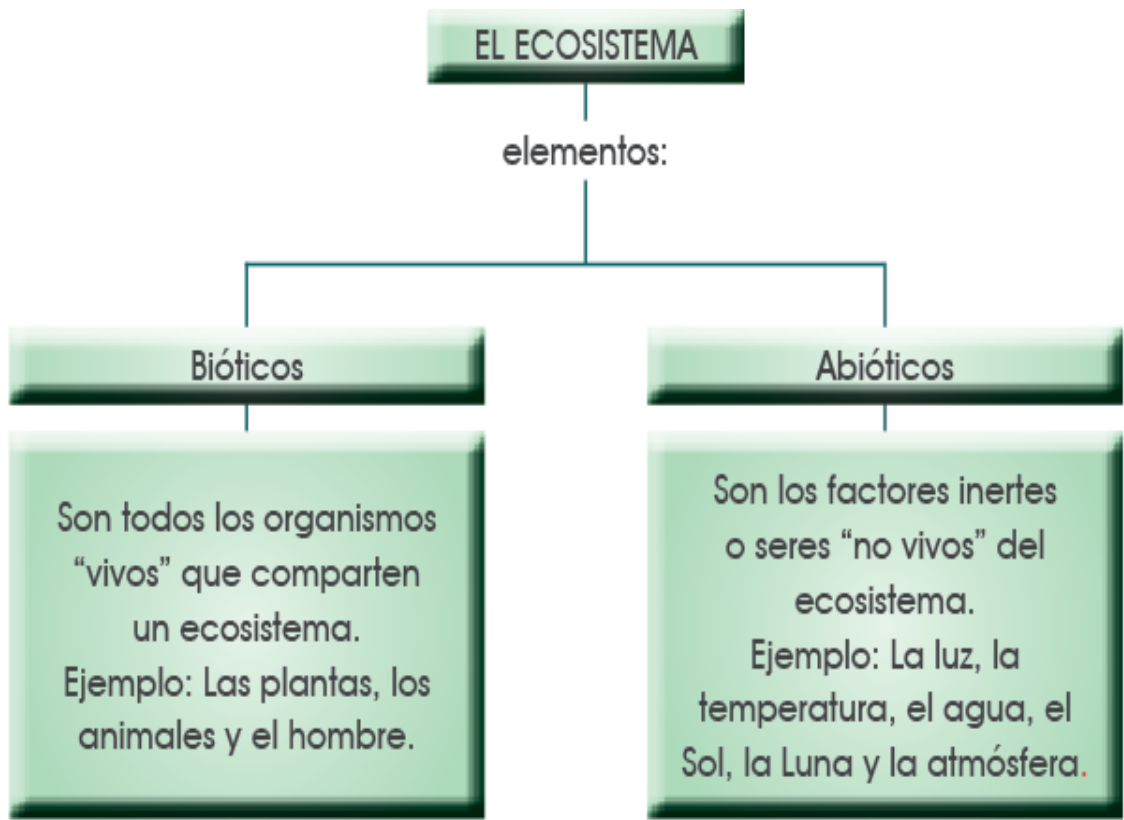 EL ECOSISTEMA
elementos:
Bióticos
Son todos los organismos
“vivos” que comparten
un ecosistema.
Ejemplo: Las plantas, los
animales y el hombre.
Abióticos
Son los factores inertes
o seres “no vivos” del
ecosistema.
Ejemplo: La luz, la
temperatura, el agua, el
Sol, la Luna y la atmósfera.